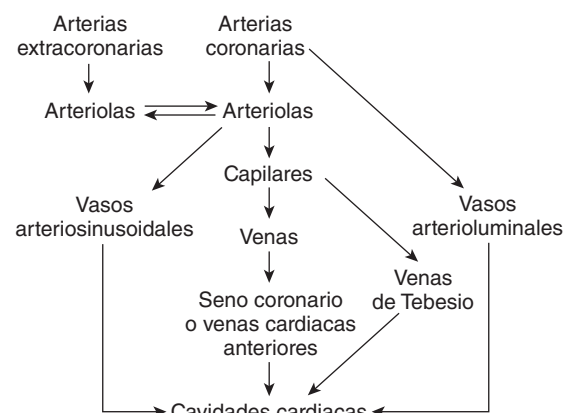 Arterias
extracoronarias
Arterias
coronarias
Arteriolas
Arteriolas
Capilares
Vasos
arteriosinusoidales
Vasos
arterioluminales
Venas
Venas
de Tebesio
Seno coronario
o venas cardiacas
anteriores
Cavidades cardiacas